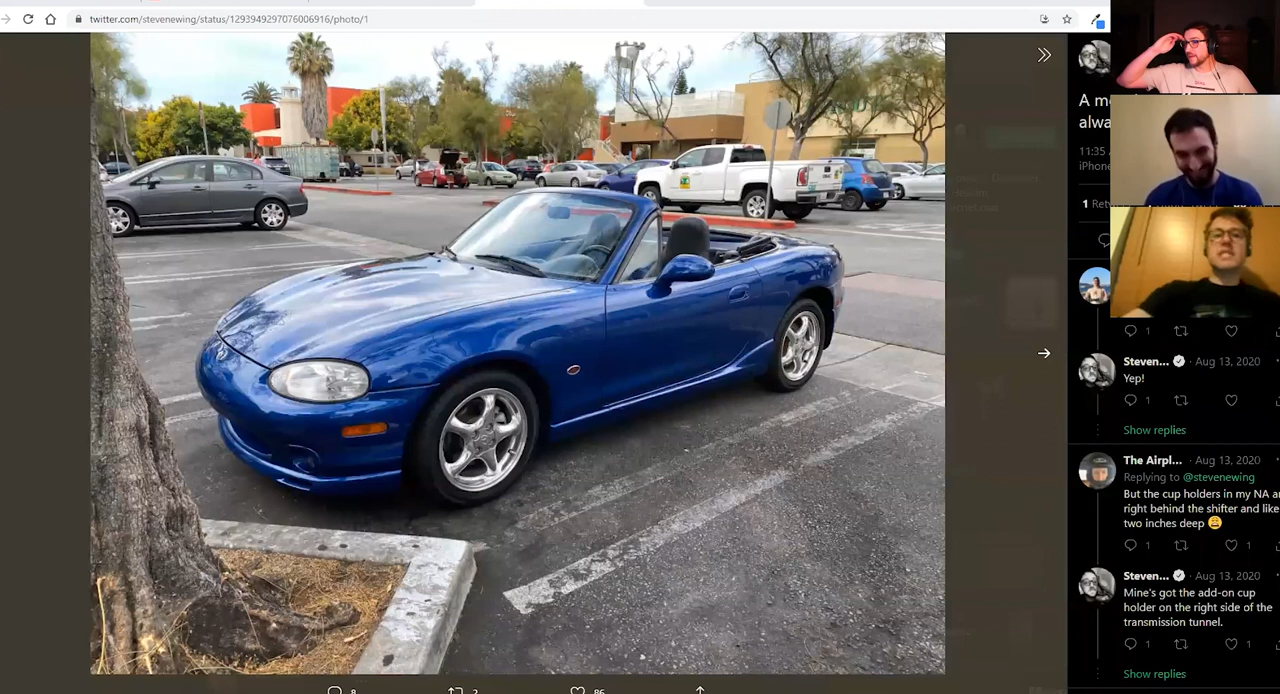 twitter.com/stevenewing/status/1293949297076006916/photo/1
11:35
iPhone
1
1
Steven... Aug 13, 2020
Yep!
1
Show replies
The Airpl... · Aug 13, 2020
Replying to @stevenewing
But the cup holders in my NA
right behind the shifter and like
two inches deep 😩
1 1
Steven... Aug 13, 2020
Mine's got the add-on cup
holder on the right side of the
transmission tunnel.
1 1
Show replies
8 2 86